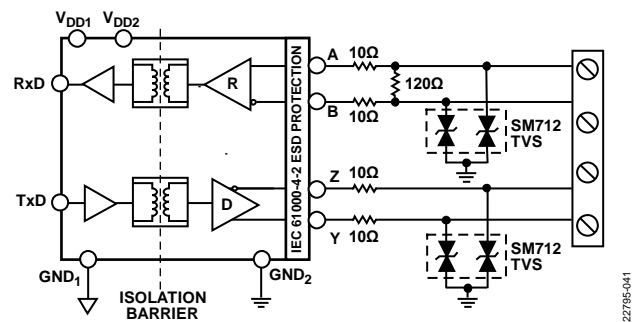 VDD1 VDD2
RxD
R
TxD
D
GND1
GND2
ISOLATION
BARRIER
IEC 61000-4-2 ESD PROTECTION
A 10Ω
120Ω
B 10Ω
SM712
TVS
Z 10Ω
Y 10Ω
SM712
TVS
22795-041